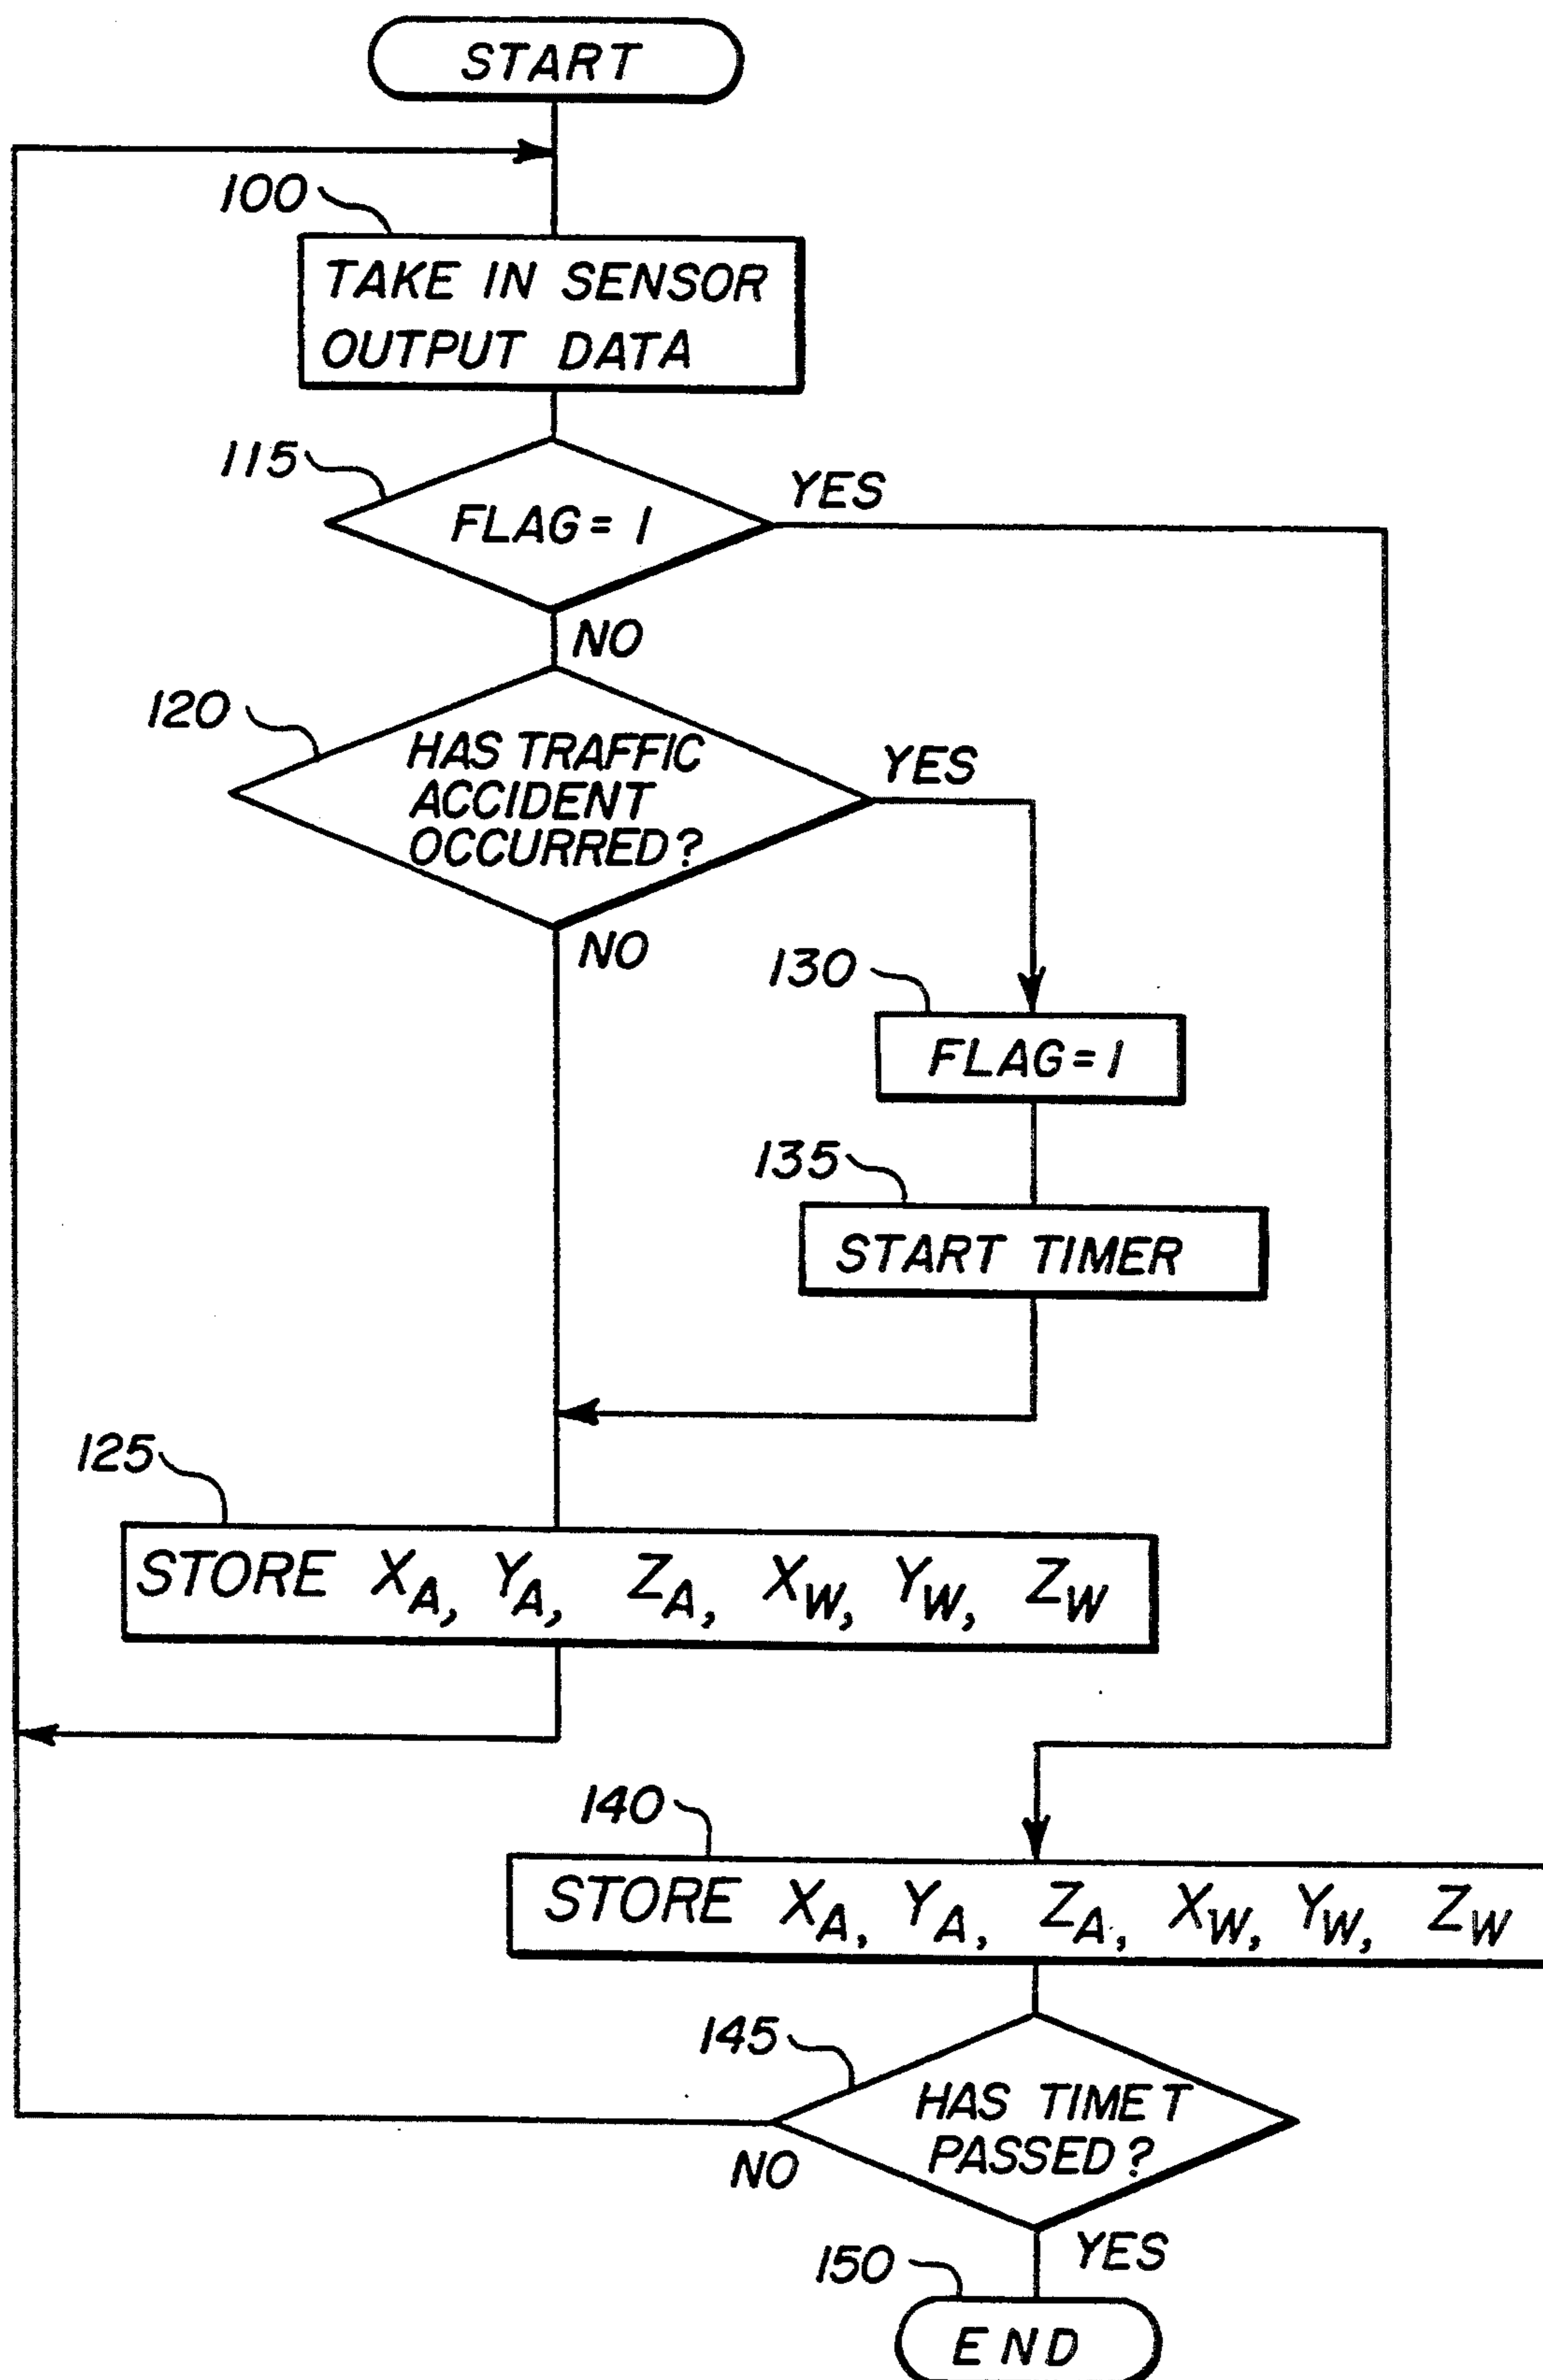 START
100
TAKE IN SENSOR
OUTPUT DATA
115
FLAG = 1
YES
NO
120
HAS TRAFFIC
ACCIDENT
OCCURRED?
YES
NO
130
FLAG = 1
135
START TIMER
125
STORE XA, YA, ZA, XW, YW, ZW
140
STORE XA, YA, ZA, XW, YW, ZW
145
HAS TIME T
PASSED?
NO
YES
150
END